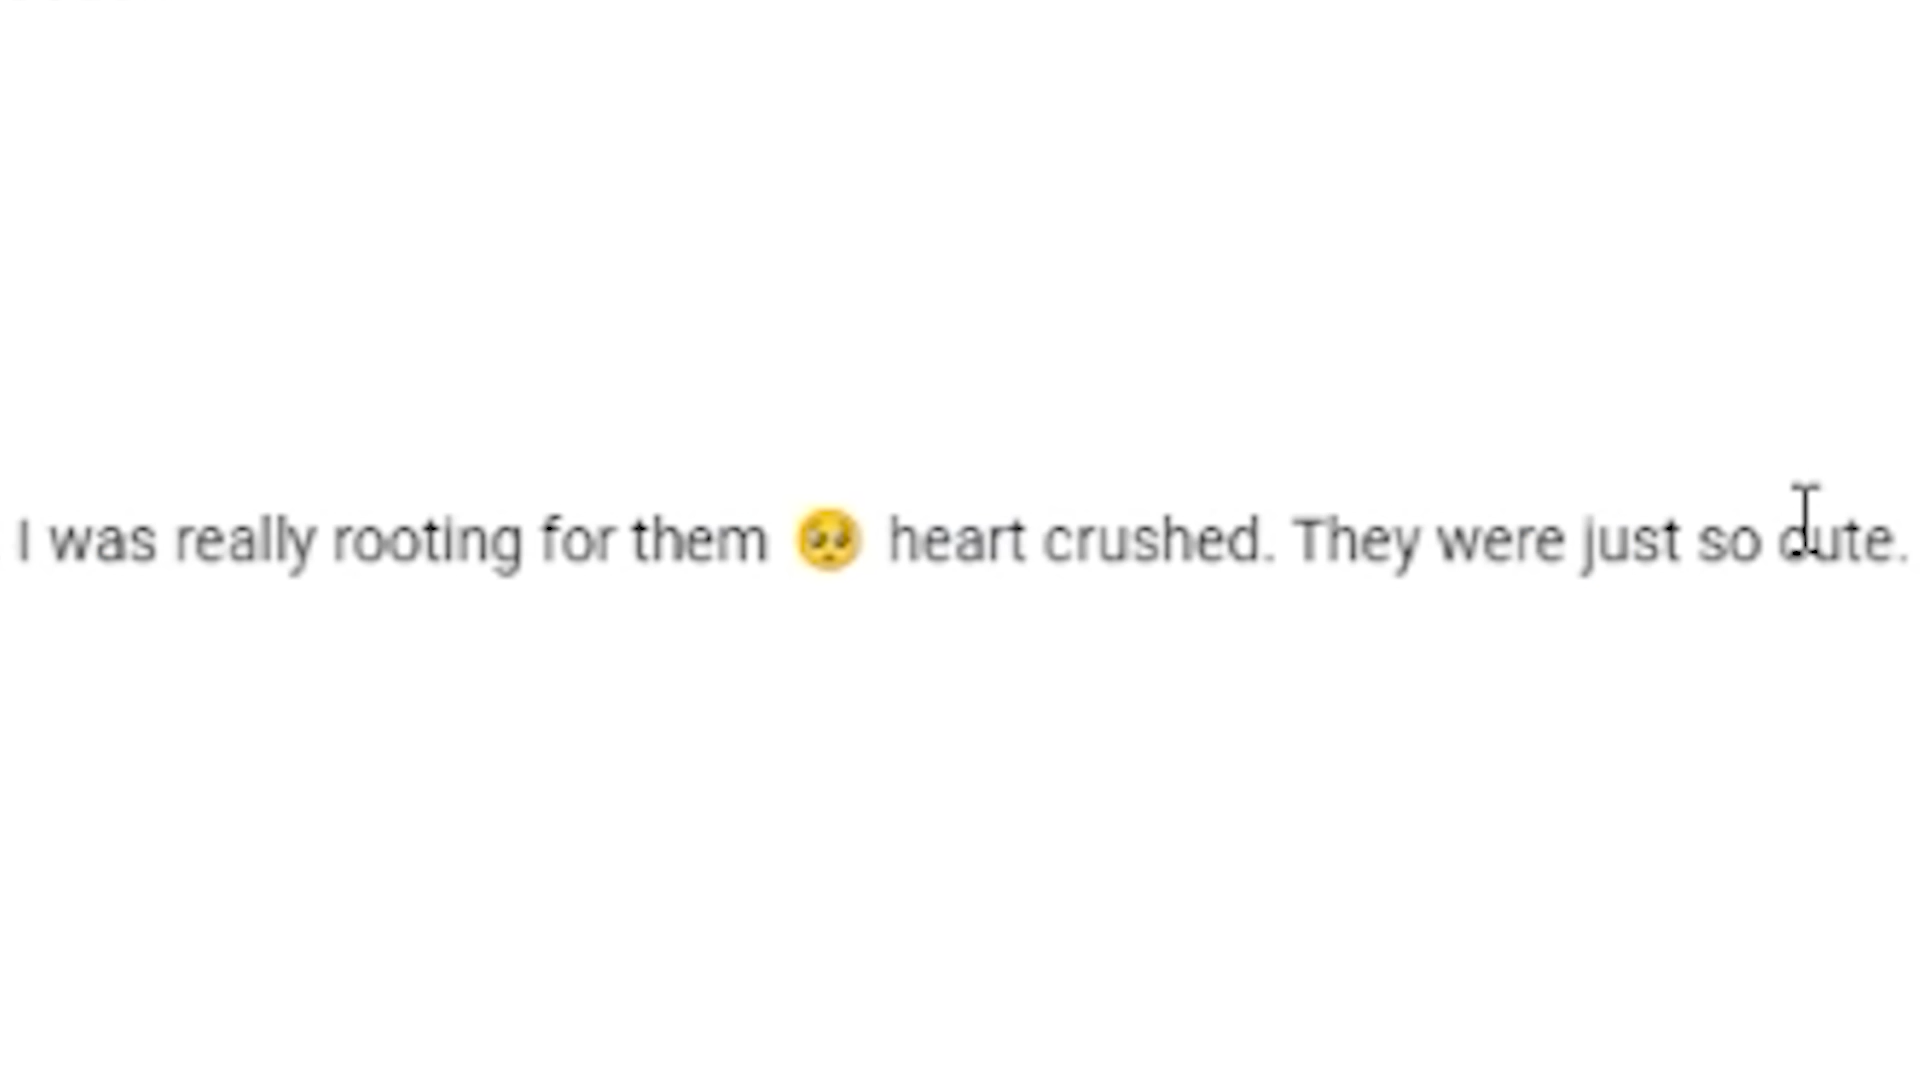 I was really rooting for them 🥺 heart crushed. They were just so cute.